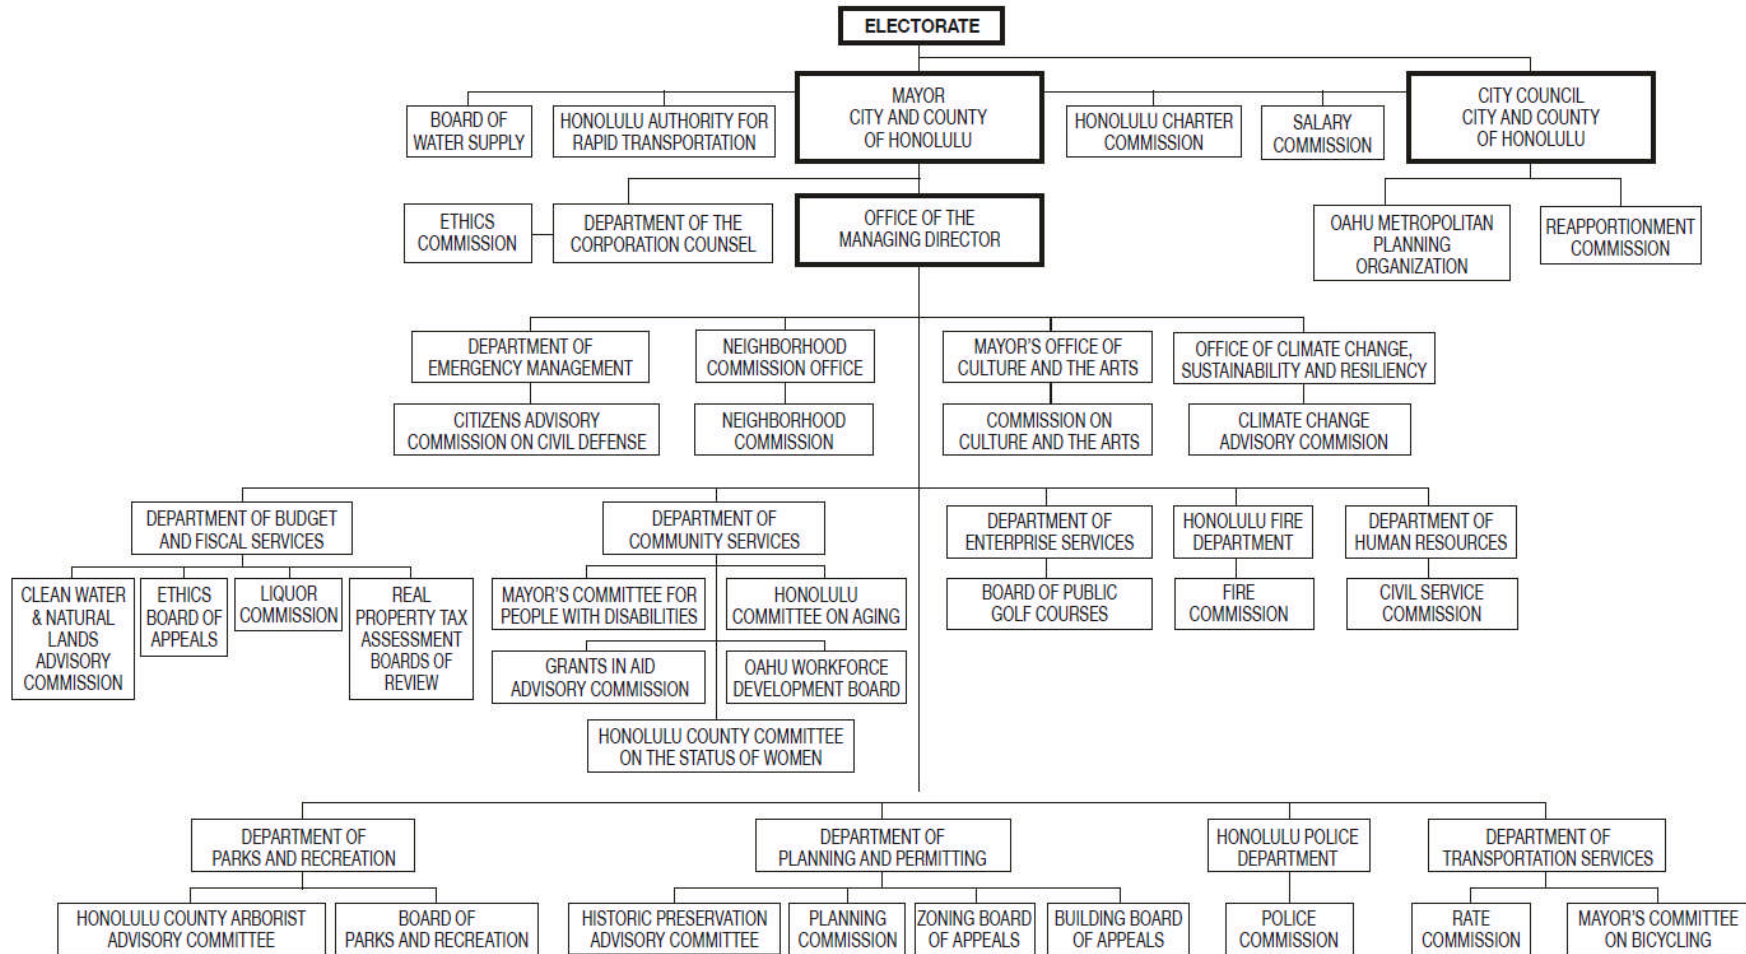 ELECTORATE
MAYOR
CITY AND COUNTY
OF HONOLULU
CITY COUNCIL
CITY AND COUNTY
OF HONOLULU
BOARD OF
WATER SUPPLY
HONOLULU AUTHORITY FOR
RAPID TRANSPORTATION
HONOLULU CHARTER
COMMISSION
SALARY
COMMISSION
ETHICS
COMMISSION
DEPARTMENT OF THE
CORPORATION COUNSEL
OFFICE OF THE
MANAGING DIRECTOR
OAHU METROPOLITAN
PLANNING
ORGANIZATION
REAPPORTIONMENT
COMMISSION
DEPARTMENT OF
EMERGENCY MANAGEMENT
NEIGHBORHOOD
COMMISSION OFFICE
MAYOR'S OFFICE OF
CULTURE AND THE ARTS
OFFICE OF CLIMATE CHANGE,
SUSTAINABILITY AND RESILIENCY
CITIZENS ADVISORY
COMMISSION ON CIVIL DEFENSE
NEIGHBORHOOD
COMMISSION
COMMISSION ON
CULTURE AND THE ARTS
CLIMATE CHANGE
ADVISORY COMMISION
DEPARTMENT OF BUDGET
AND FISCAL SERVICES
DEPARTMENT OF
COMMUNITY SERVICES
DEPARTMENT OF
ENTERPRISE SERVICES
HONOLULU FIRE
DEPARTMENT
DEPARTMENT OF
HUMAN RESOURCES
CLEAN WATER
& NATURAL
LANDS
ADVISORY
COMMISSION
ETHICS
BOARD OF
APPEALS
LIQUOR
COMMISSION
REAL
PROPERTY TAX
ASSESSMENT
BOARDS OF
REVIEW
MAYOR'S COMMITTEE FOR
PEOPLE WITH DISABILITIES
HONOLULU
COMMITTEE ON AGING
BOARD OF PUBLIC
GOLF COURSES
FIRE
COMMISSION
CIVIL SERVICE
COMMISSION
GRANTS IN AID
ADVISORY COMMISSION
OAHU WORKFORCE
DEVELOPMENT BOARD
HONOLULU COUNTY COMMITTEE
ON THE STATUS OF WOMEN
DEPARTMENT OF
PARKS AND RECREATION
DEPARTMENT OF
PLANNING AND PERMITTING
HONOLULU POLICE
DEPARTMENT
DEPARTMENT OF
TRANSPORTATION SERVICES
HONOLULU COUNTY ARBORIST
ADVISORY COMMITTEE
BOARD OF
PARKS AND RECREATION
HISTORIC PRESERVATION
ADVISORY COMMITTEE
PLANNING
COMMISSION
ZONING BOARD
OF APPEALS
BUILDING BOARD
OF APPEALS
POLICE
COMMISSION
RATE
COMMISSION
MAYOR'S COMMITTEE
ON BICYCLING